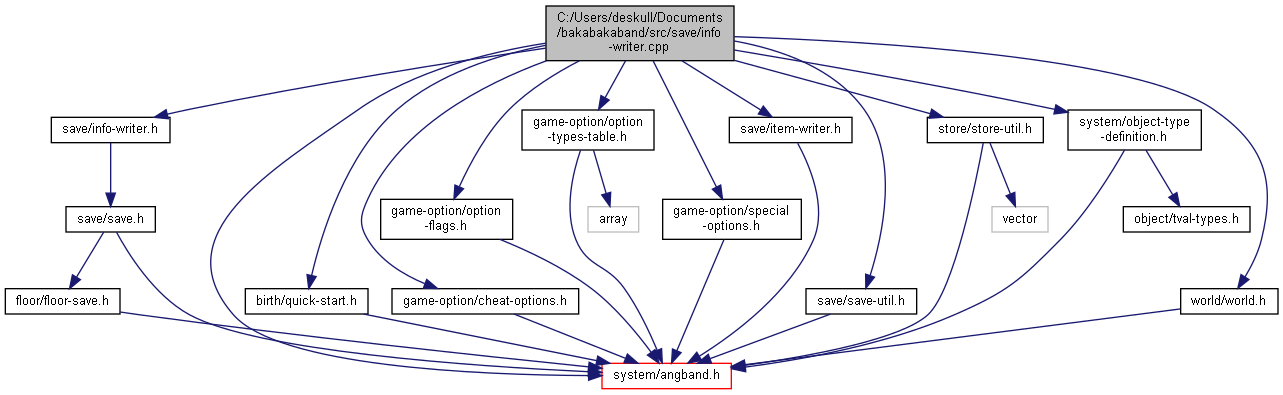 C:/Users/deskull/Documents
/bakabakaband/src/save/info
-writer.cpp
save/info-writer.h
game-option/option
-types-table.h
save/item-writer.h
store/store-util.h
system/object-type
-definition.h
save/save.h
game-option/option
-flags.h
array
game-option/special
-options.h
vector
object/tval-types.h
floor/floor-save.h
birth/quick-start.h
game-option/cheat-options.h
save/save-util.h
world/world.h
system/angband.h